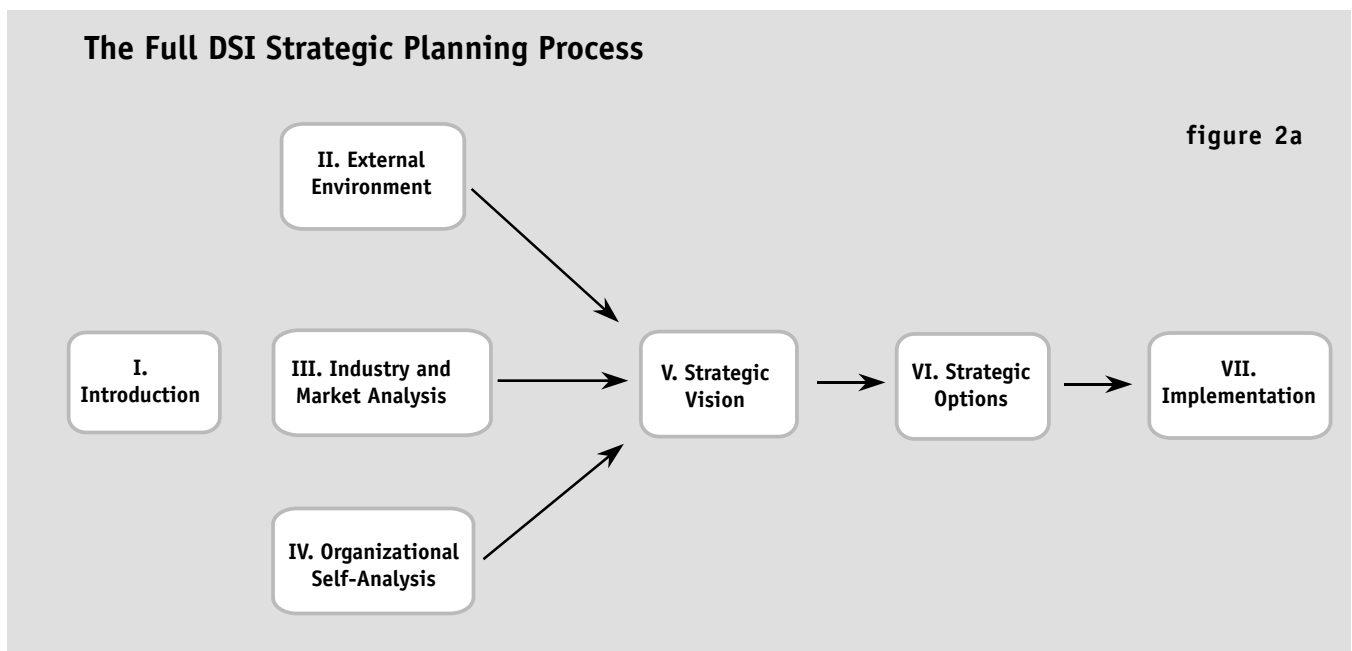 The Full DSI Strategic Planning Process
figure 2a
II. External
Environment
I.
Introduction
III. Industry and
Market Analysis
IV. Organizational
Self-Analysis
V. Strategic
Vision
VI. Strategic
Options
VII.
Implementation